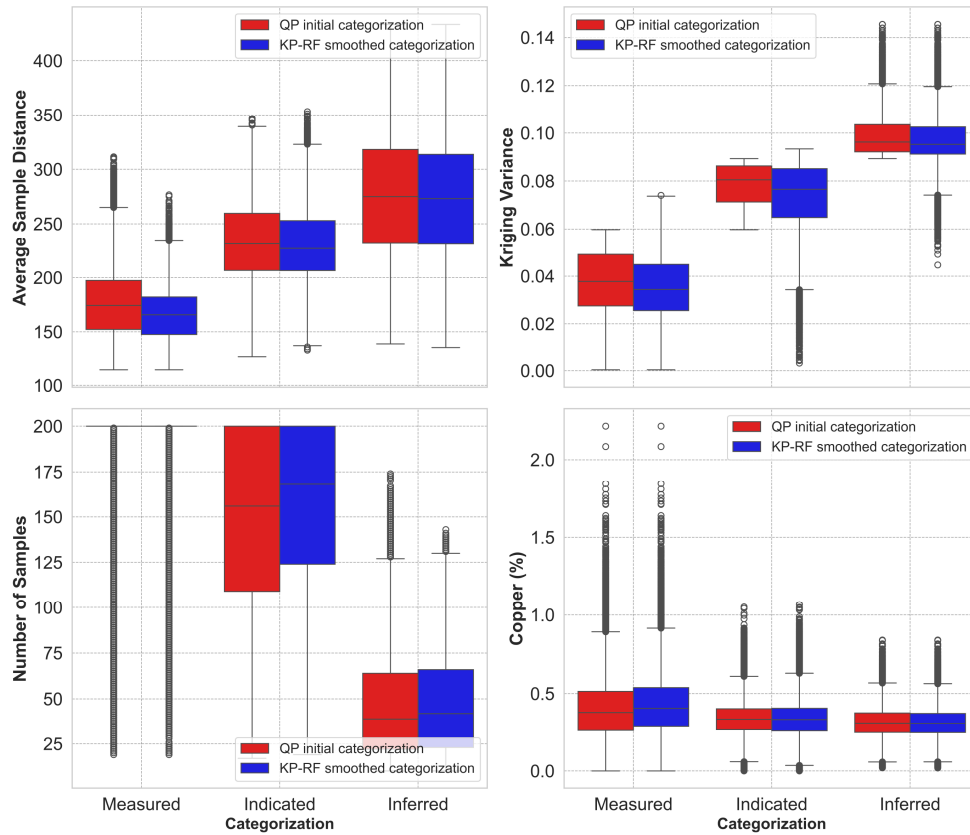 QP initial categorization
KP-RF smoothed categorization
Average Sample Distance
400
350
300
250
200
150
100
QP initial categorization
KP-RF smoothed categorization
Kriging Variance
0.14
0.12
0.10
0.08
0.06
0.04
0.02
0.00
Number of Samples
200
175
150
125
100
75
50
25
QP initial categorization
KP-RF smoothed categorization
Measured
Indicated
Inferred
Categorization
QP initial categorization
KP-RF smoothed categorization
Copper (%)
2.0
1.5
1.0
0.5
0.0
Measured
Indicated
Inferred
Categorization